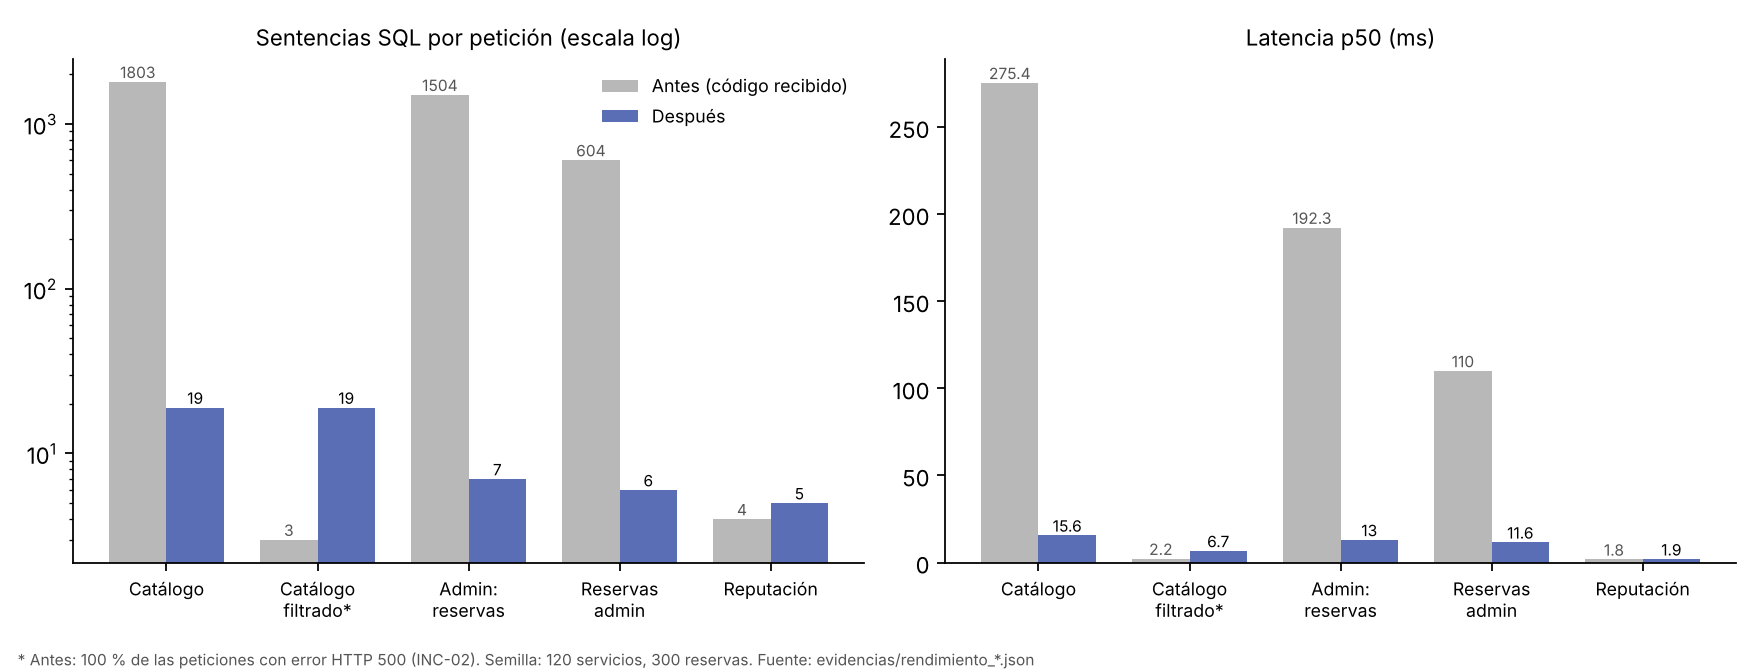 Sentencias SQL por petición (escala log)
1803
1504
604
Antes (código recibido)
Después
10³
10²
10¹
19
3
19
7
6
4
5
Catálogo
Catálogo
filtrado*
Admin:
reservas
Reservas
admin
Reputación
Latencia p50 (ms)
275.4
192.3
110
250
200
150
100
50
0
15.6
2.2
6.7
13
11.6
1.8
1.9
Catálogo
Catálogo
filtrado*
Admin:
reservas
Reservas
admin
Reputación
* Antes: 100 % de las peticiones con error HTTP 500 (INC-02). Semilla: 120 servicios, 300 reservas. Fuente: evidencias/rendimiento_*.json